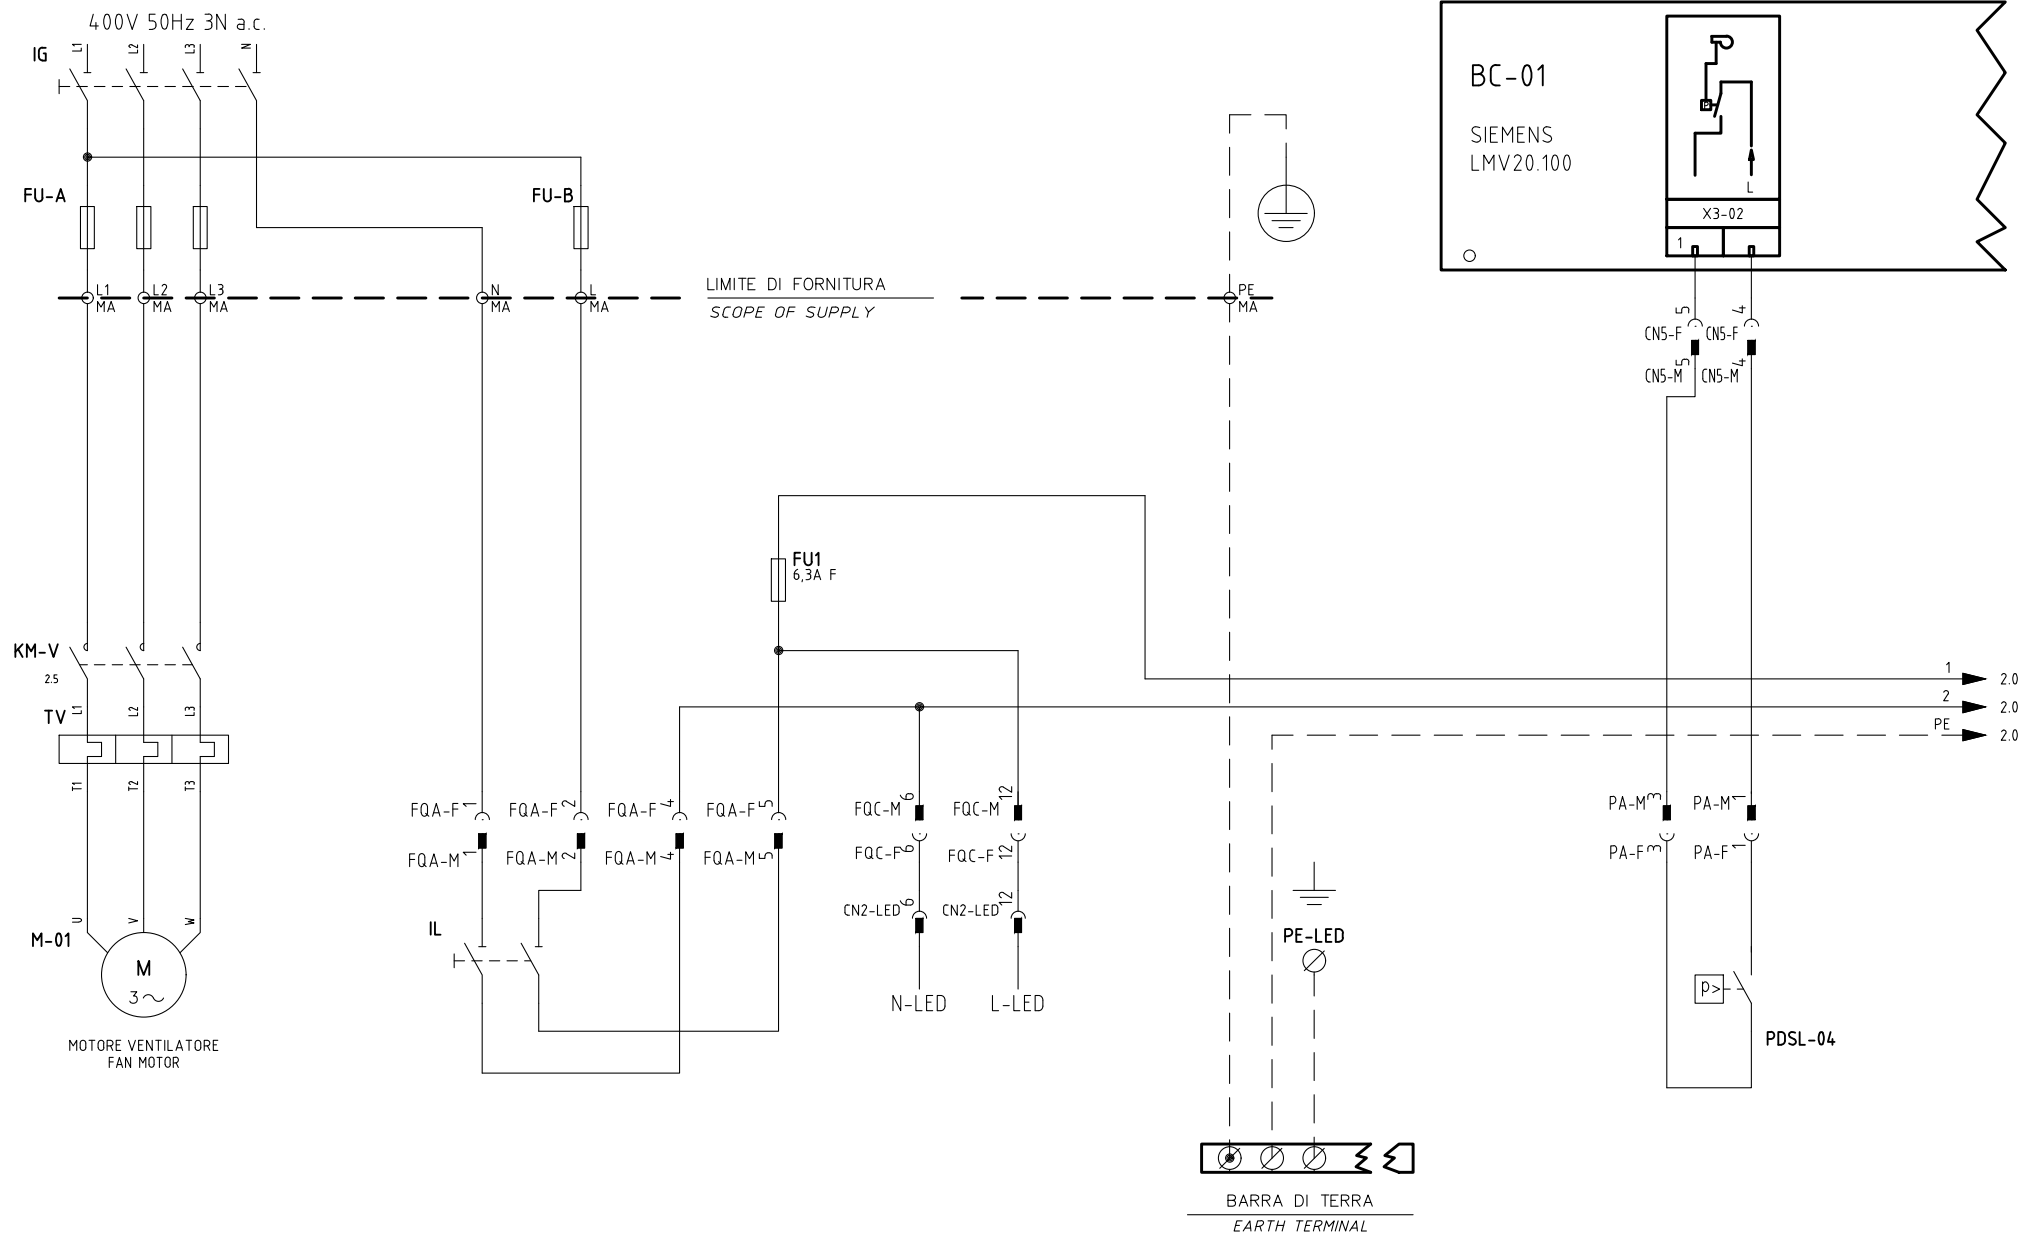 400V 50Hz 3N a.c.
IG
L1
L2
L3
N
FU-A
FU-B
L1
MA
L2
MA
L3
MA
N
MA
L
MA
LIMITE DI FORNITURA
SCOPE OF SUPPLY
PE
MA
BC-01
SIEMENS
LMV20.100
P
L
X3-02
1
5
4
CN5-F
CN5-F
5
4
CN5-M
CN5-M
FU1
6,3A F
KM-V
2.5
TV
L1
L2
L3
T1
T2
T3
1
2.0
2
2.0
PE
2.0
FQA-F
1
FQA-F
2
FQA-F
4
FQA-F
5
FQC-M
6
FQC-M
12
PA-M
3
PA-M
1
FQA-M
1
FQA-M
2
FQA-M
4
FQA-M
5
FQC-F
6
FQC-F
12
PA-F
3
PA-F
1
CN2-LED
6
CN2-LED
12
U
V
W
M-01
M
3~
IL
PE-LED
N-LED
L-LED
p>
PDSL-04
MOTORE VENTILATORE
FAN MOTOR
BARRA DI TERRA
EARTH TERMINAL